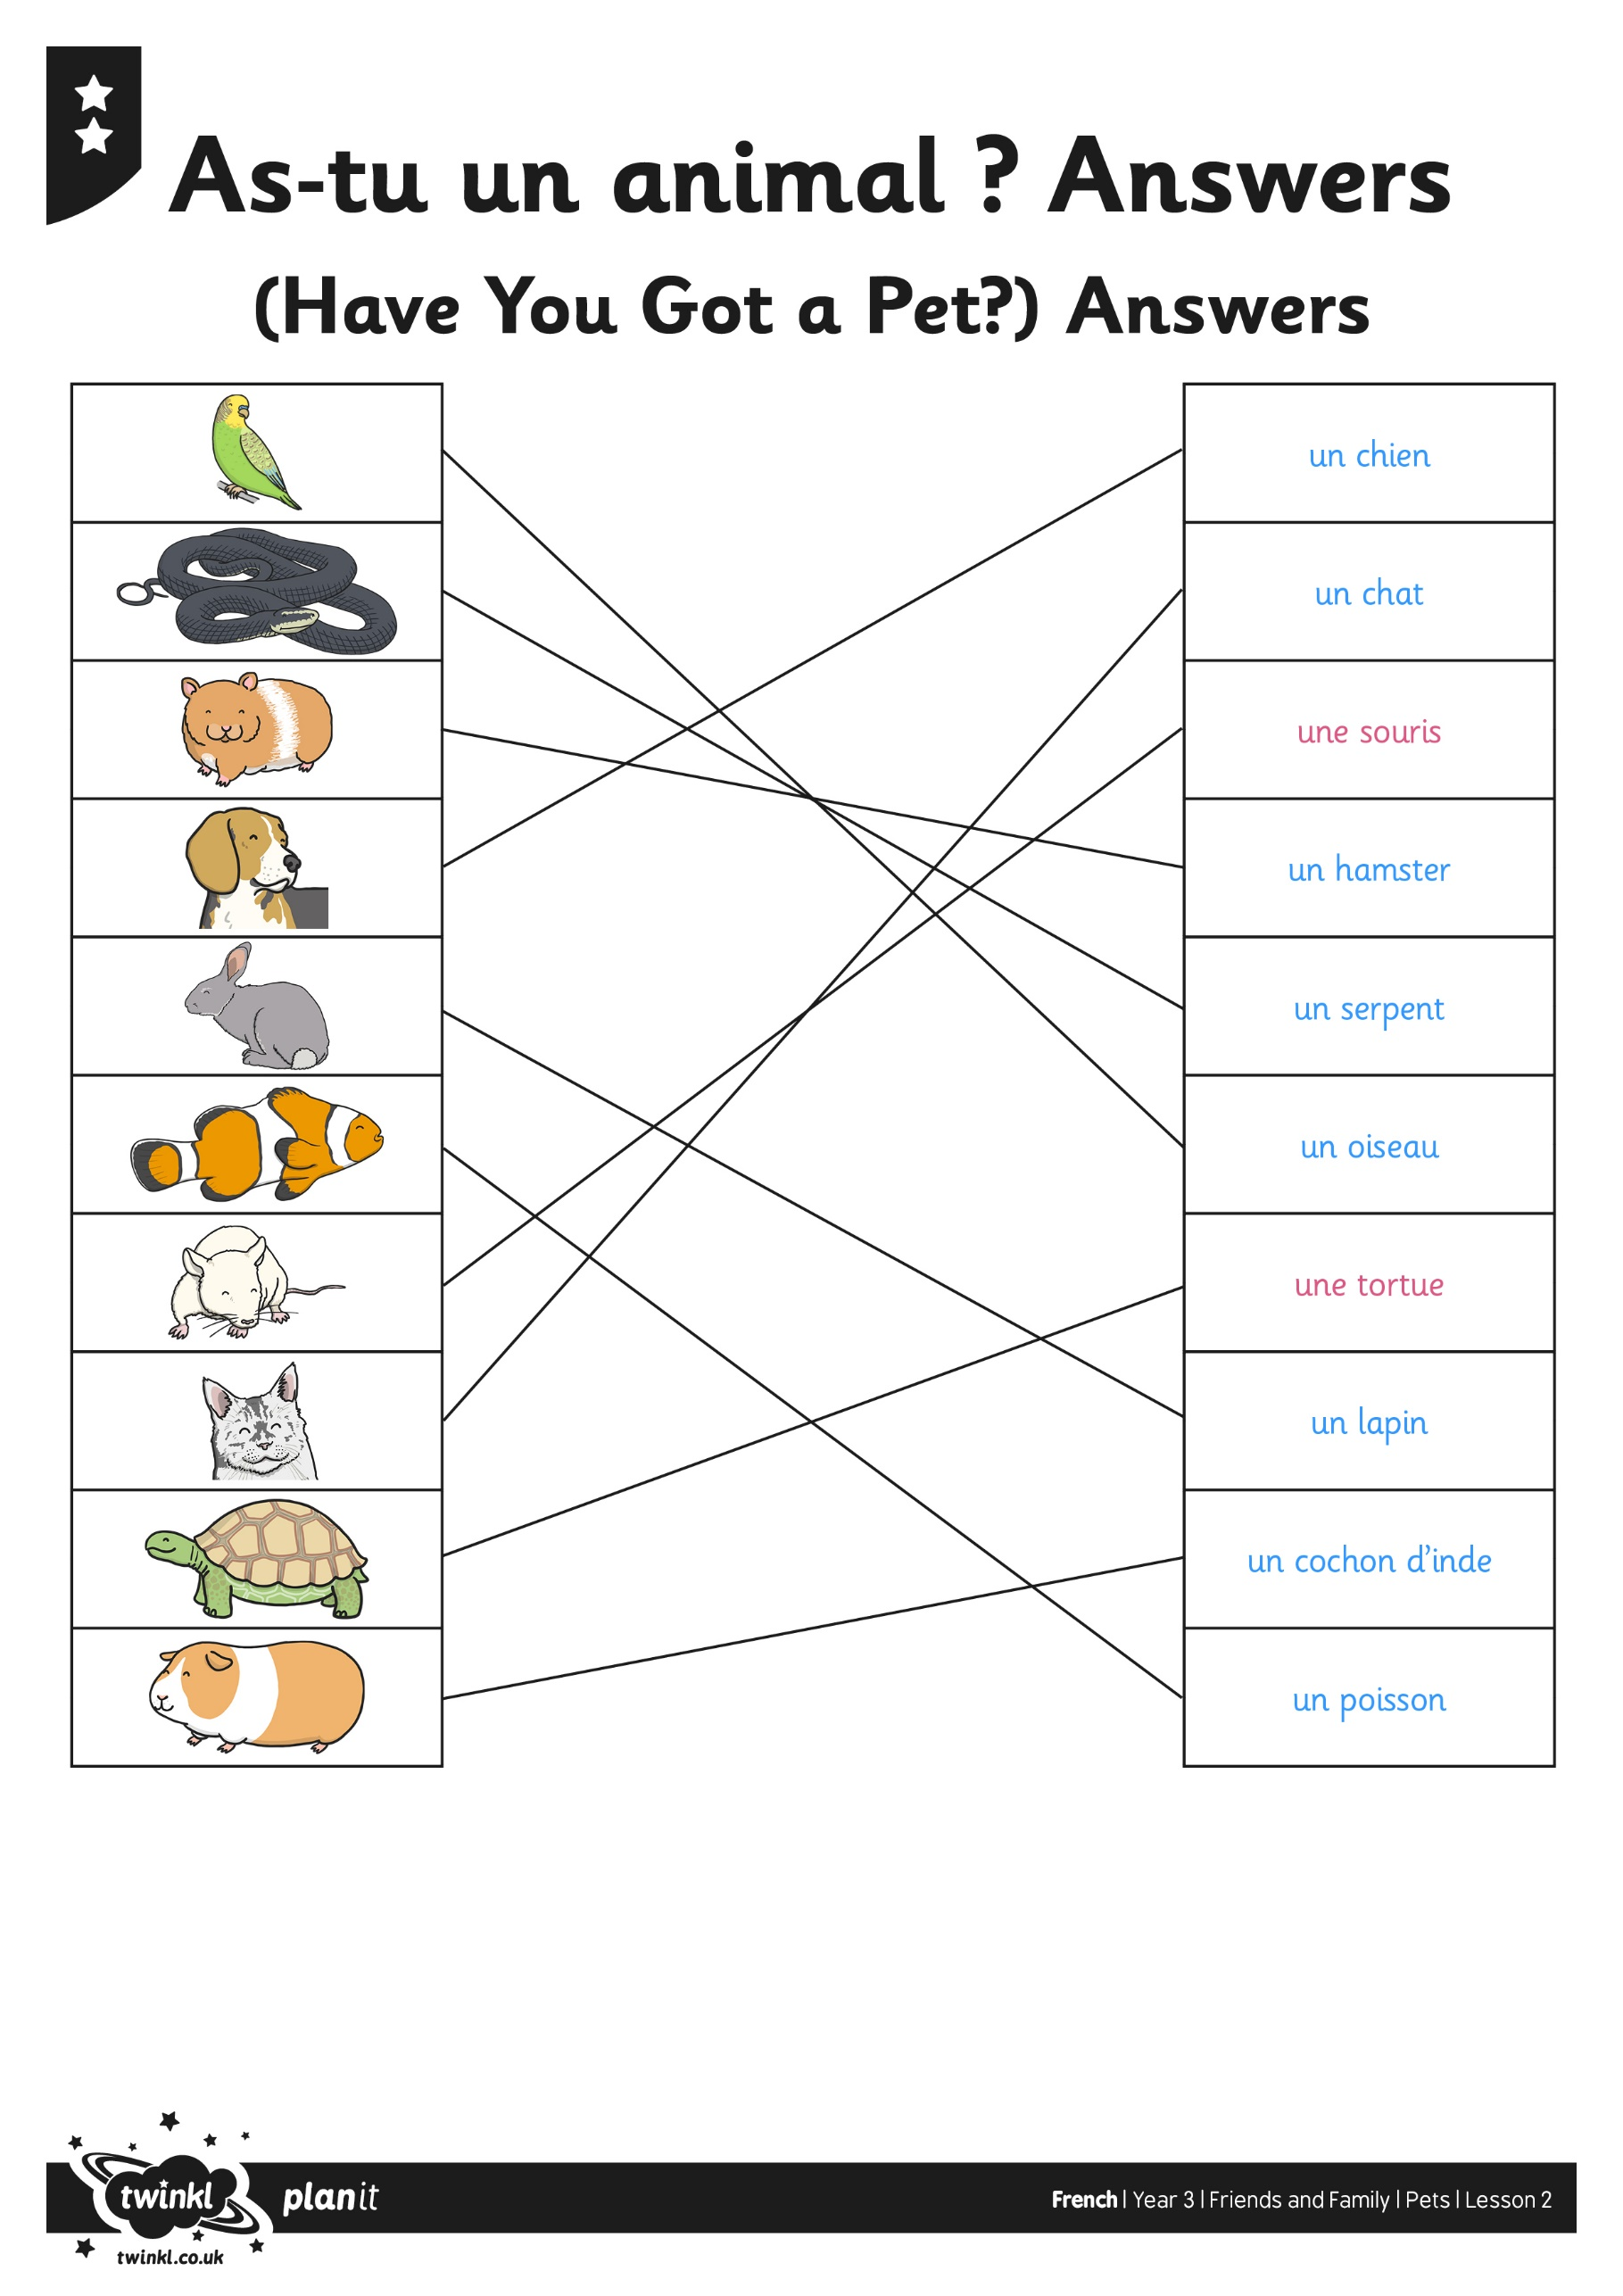 As-tu un animal ? Answers
(Have You Got a Pet?) Answers
un chien
un chat
une souris
un hamster
un serpent
un oiseau
une tortue
un lapin
un cochon d’inde
un poisson
twinkl
planit
French | Year 3 | Friends and Family | Pets | Lesson 2
twinkl.co.uk